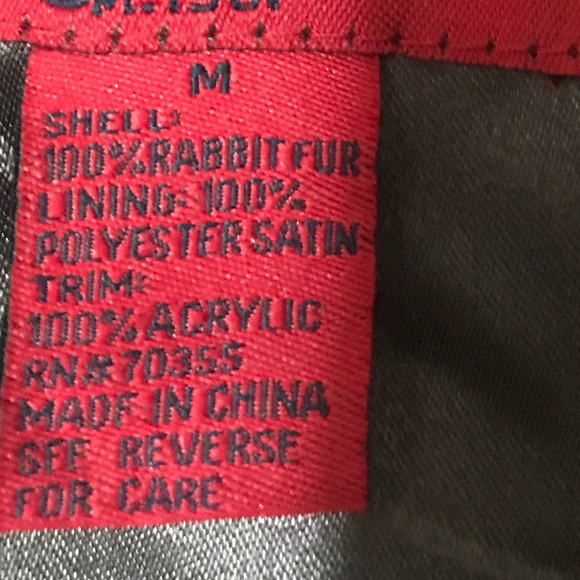 M
SHELL:
100% RABBIT FUR
LINING: 100%
POLYESTER SATIN
TRIM:
100% ACRYLIC
RN# 70355
MADE IN CHINA
SEE REVERSE
FOR CARE